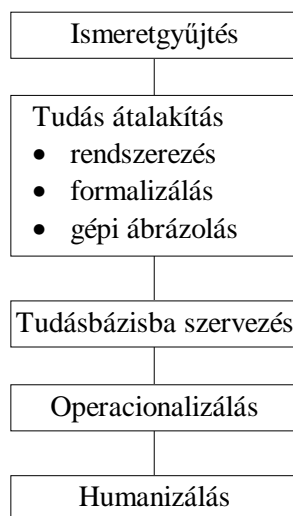 Ismeretgyűjtés
Tudás átalakítás
• rendszerezés
• formalizálás
• gépi ábrázolás
Tudásbázisba szervezés
Operacionalizálás
Humanizálás